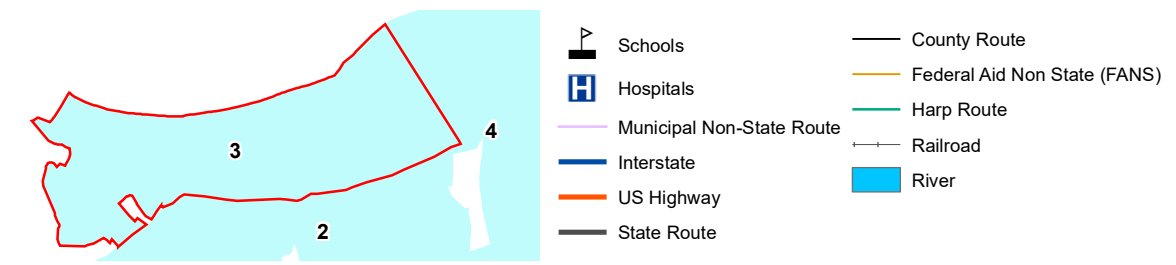 3
4
2
Schools
H
Hospitals
Municipal Non-State Route
Interstate
US Highway
State Route
County Route
Federal Aid Non State (FANS)
Harp Route
Railroad
River